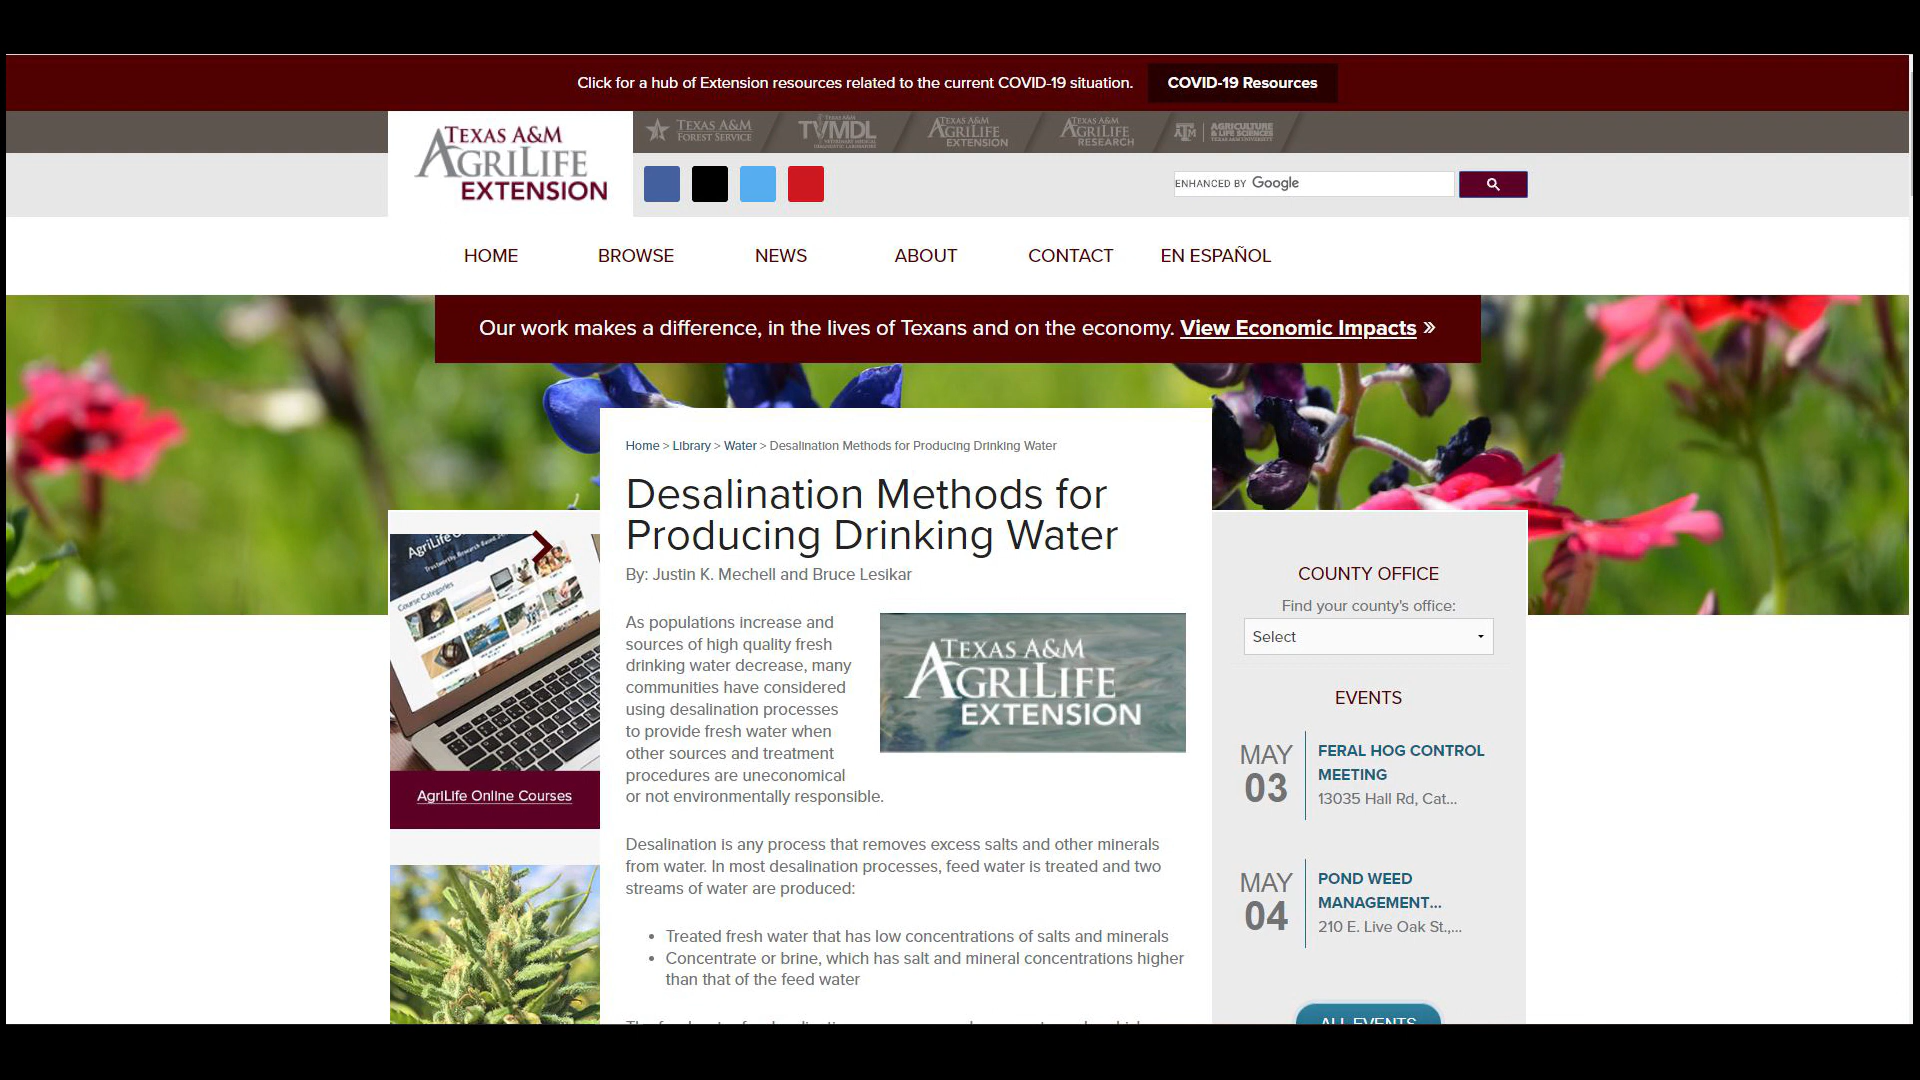 Click for a hub of Extension resources related to the current COVID-19 situation. COVID-19 Resources
TEXAS A&M
AGRILIFE
EXTENSION
TEXAS A&M
FOREST SERVICE
TVMDL
TEXAS A&M
AGRILIFE
EXTENSION
TEXAS A&M
AGRILIFE
RESEARCH
ATM
AGRICULTURE
& LIFE SCIENCES
TEXAS A&M UNIVERSITY
ENHANCED BY Google
HOME BROWSE NEWS ABOUT CONTACT EN ESPAÑOL
Our work makes a difference, in the lives of Texans and on the economy. View Economic Impacts »
Home > Library > Water > Desalination Methods for Producing Drinking Water
Desalination Methods for
Producing Drinking Water
By: Justin K. Mechell and Bruce Lesikar
As populations increase and
sources of high quality fresh
drinking water decrease, many
communities have considered
using desalination processes
to provide fresh water when
other sources and treatment
procedures are uneconomical
or not environmentally responsible.
TEXAS A&M
AGRILIFE
EXTENSION
Desalination is any process that removes excess salts and other minerals
from water. In most desalination processes, feed water is treated and two
streams of water are produced:
• Treated fresh water that has low concentrations of salts and minerals
• Concentrate or brine, which has salt and mineral concentrations higher
than that of the feed water
Course Categories
AgriLife Online Courses
COUNTY OFFICE
Find your county's office:
Select
EVENTS
MAY
03
FERAL HOG CONTROL
MEETING
13035 Hall Rd, Cat...
MAY
04
POND WEED
MANAGEMENT...
210 E. Live Oak St.,...
ALL EVENTS